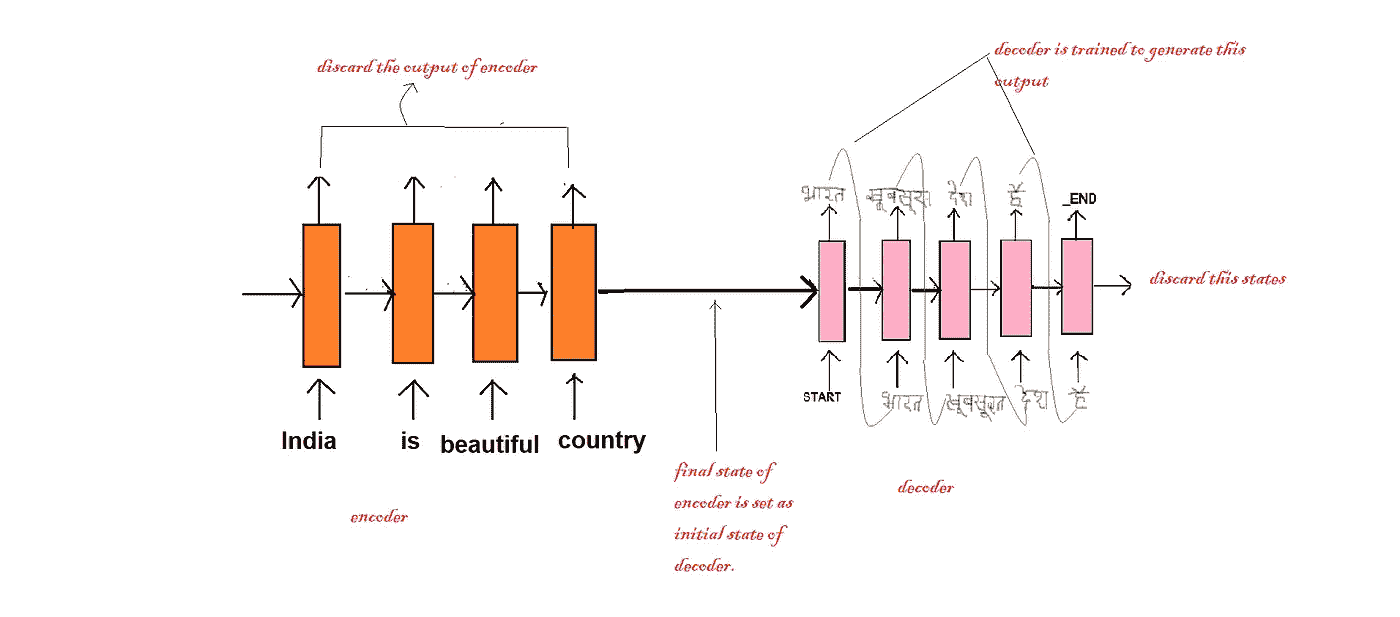 discard the output of encoder
decoder is trained to generate this
output
भारत खूबसूरत देश है _END
discard this states
START भारत खूबसूरत देश है
India is beautiful country
final state of
encoder is set as
initial state of
decoder.
decoder
encoder